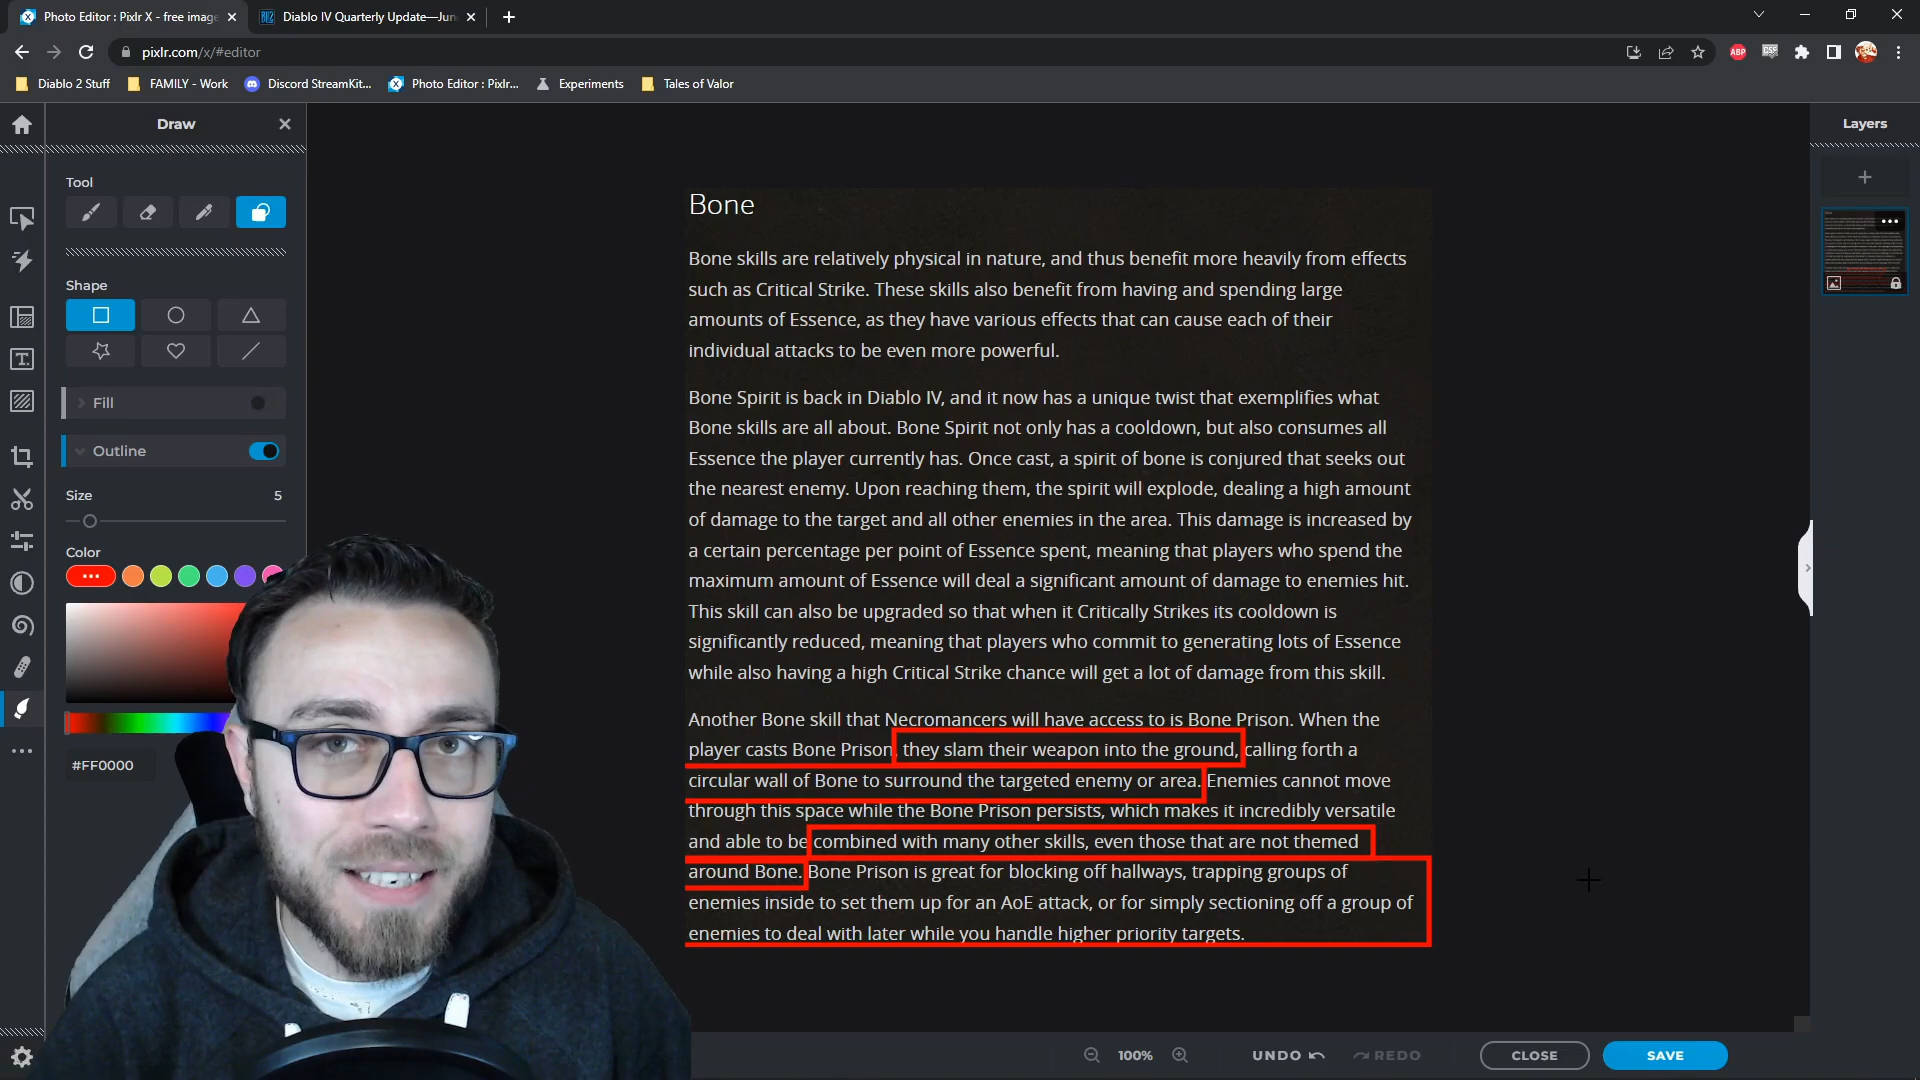 Photo Editor : Pixlr X - free image
Diablo IV Quarterly Update—Jun
pixlr.com/x/#editor
ABP
Diablo 2 Stuff
FAMILY - Work
Discord StreamKit...
Photo Editor : Pixlr...
Experiments
Tales of Valor
Draw
Layers
Tool
Shape
Fill
Outline
Size 5
Color
#FF0000
Bone
Bone skills are relatively physical in nature, and thus benefit more heavily from effects
such as Critical Strike. These skills also benefit from having and spending large
amounts of Essence, as they have various effects that can cause each of their
individual attacks to be even more powerful.
Bone Spirit is back in Diablo IV, and it now has a unique twist that exemplifies what
Bone skills are all about. Bone Spirit not only has a cooldown, but also consumes all
Essence the player currently has. Once cast, a spirit of bone is conjured that seeks out
the nearest enemy. Upon reaching them, the spirit will explode, dealing a high amount
of damage to the target and all other enemies in the area. This damage is increased by
a certain percentage per point of Essence spent, meaning that players who spend the
maximum amount of Essence will deal a significant amount of damage to enemies hit.
This skill can also be upgraded so that when it Critically Strikes its cooldown is
significantly reduced, meaning that players who commit to generating lots of Essence
while also having a high Critical Strike chance will get a lot of damage from this skill.
Another Bone skill that Necromancers will have access to is Bone Prison. When the
player casts Bone Prison, they slam their weapon into the ground, calling forth a
circular wall of Bone to surround the targeted enemy or area. Enemies cannot move
through this space while the Bone Prison persists, which makes it incredibly versatile
and able to be combined with many other skills, even those that are not themed
around Bone. Bone Prison is great for blocking off hallways, trapping groups of
enemies inside to set them up for an AoE attack, or for simply sectioning off a group of
enemies to deal with later while you handle higher priority targets.
100%
UNDO
REDO
CLOSE
SAVE